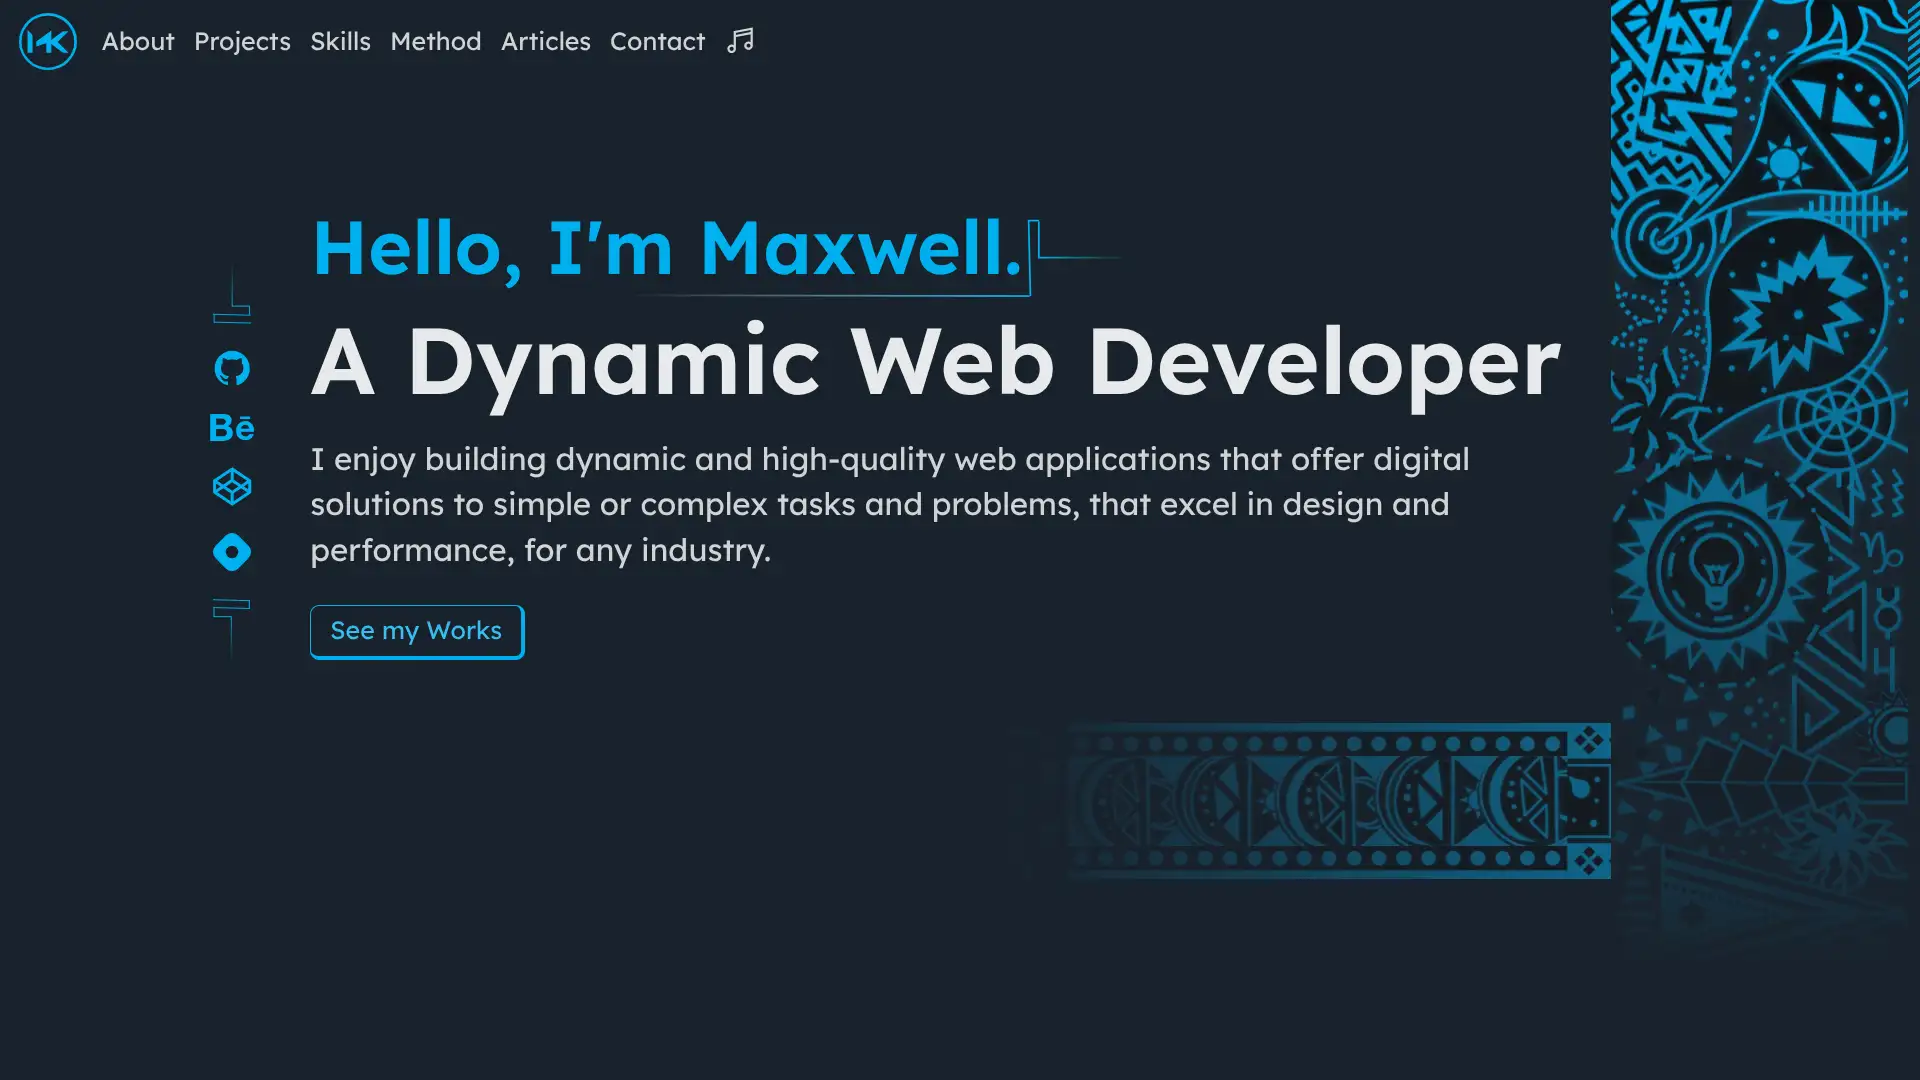 About Projects Skills Method Articles Contact
Hello, I'm Maxwell.
A Dynamic Web Developer
Bē
I enjoy building dynamic and high-quality web applications that offer digital
solutions to simple or complex tasks and problems, that excel in design and
performance, for any industry.
See my Works